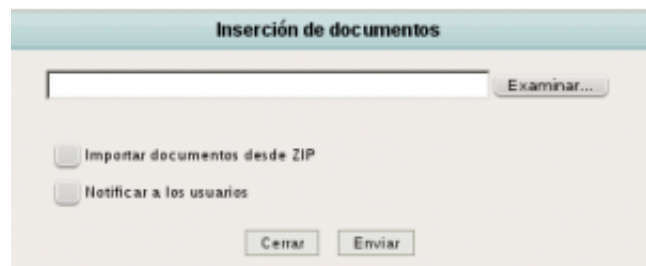 Inserción de documentos
Examinar...
Importar documentos desde ZIP
Notificar a los usuarios
Cerrar Enviar